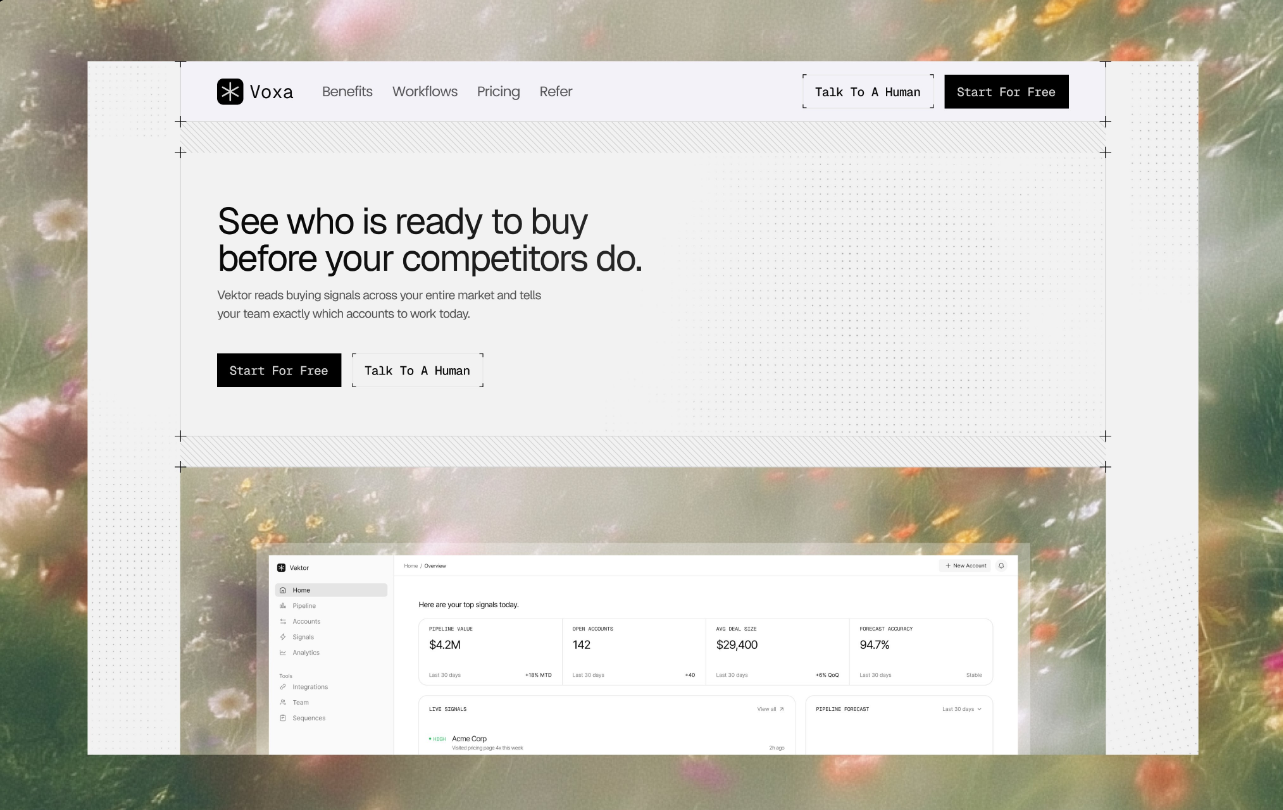 Voxa
Benefits
Workflows
Pricing
Refer
Talk To A Human
Start For Free
See who is ready to buy
before your competitors do.
Vektor reads buying signals across your entire market and tells
your team exactly which accounts to work today.
Start For Free
Talk To A Human
Vektor
Home
Pipeline
Accounts
Signals
Analytics
Tools
Integrations
Team
Sequences
Home / Overview
+ New Account
Here are your top signals today.
PIPELINE VALUE
$4.2M
Last 30 days
+18% MTD
OPEN ACCOUNTS
142
Last 30 days
+40
AVG DEAL SIZE
$29,400
Last 30 days
+6% QoQ
FORECAST ACCURACY
94.7%
Last 30 days
Stable
LIVE SIGNALS
View all
HIGH
Acme Corp
Visited pricing page 4x this week
2h ago
PIPELINE FORECAST
Last 30 days